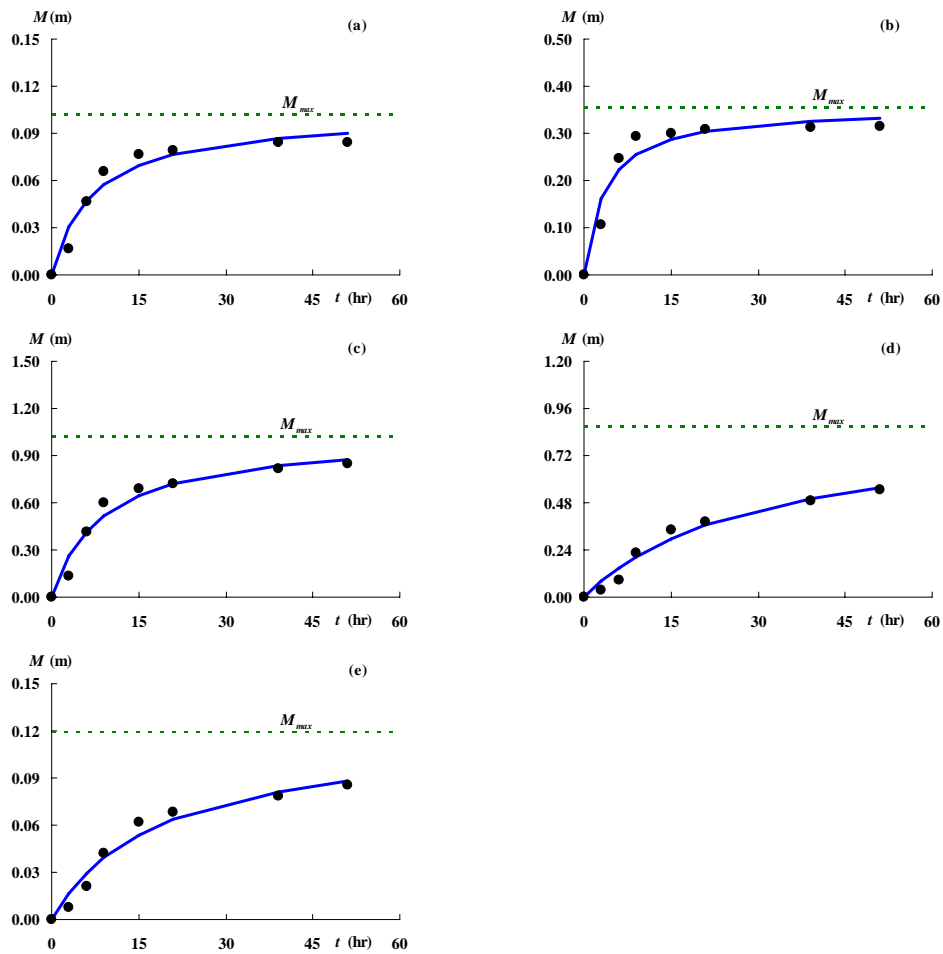 M (m)
(a)
0.15
0.12
M max
0.09
0.06
0.03
0.00
0 15 30 45 t (hr) 60
M (m)
(b)
0.50
0.40
M max
0.30
0.20
0.10
0.00
0 15 30 45 t (hr) 60
M (m)
(c)
1.50
1.20
M max
0.90
0.60
0.30
0.00
0 15 30 45 t (hr) 60
M (m)
(d)
1.20
0.96
M max
0.72
0.48
0.24
0.00
0 15 30 45 t (hr) 60
M (m)
(e)
0.15
M max
0.12
0.09
0.06
0.03
0.00
0 15 30 45 t (hr) 60